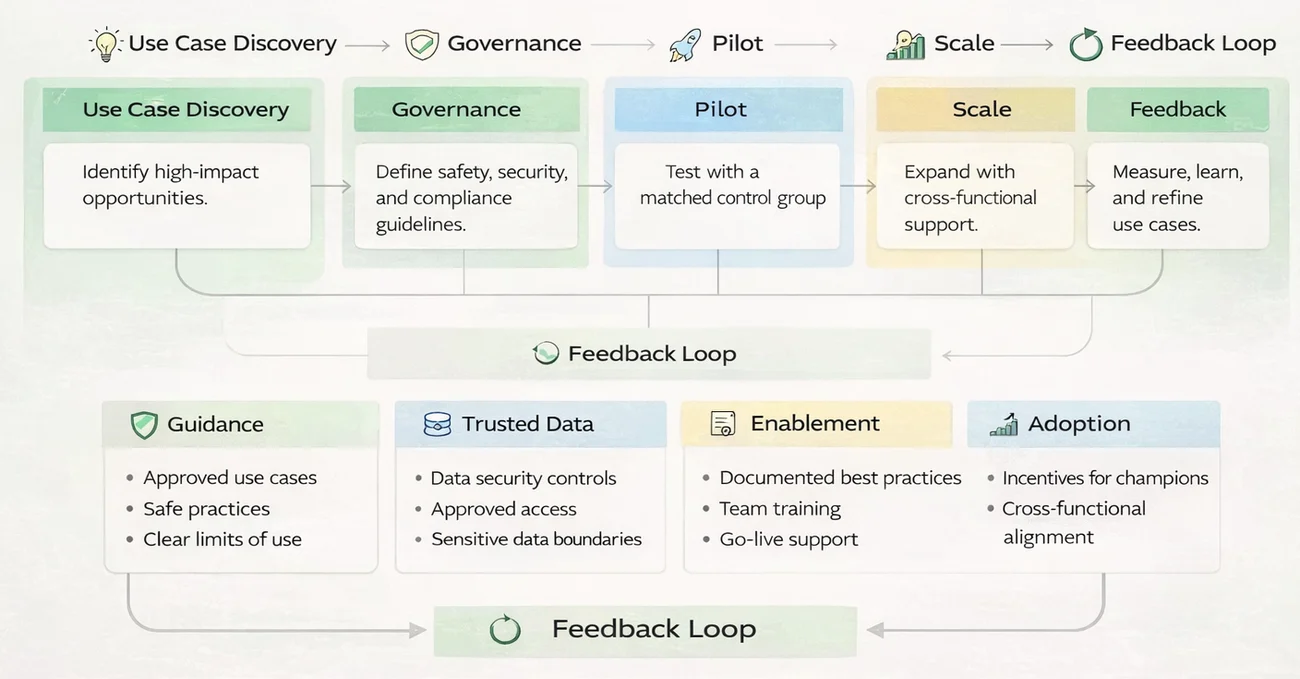 Use Case Discovery
Governance
Pilot
Scale
Feedback Loop
Use Case Discovery
Identify high-impact
opportunities.
Governance
Define safety, security,
and compliance
guidelines.
Pilot
Test with a
matched control group
Scale
Expand with
cross-functional
support.
Feedback
Measure, learn,
and refine
use cases.
Feedback Loop
Guidance
• Approved use cases
• Safe practices
• Clear limits of use
Trusted Data
• Data security controls
• Approved access
• Sensitive data boundaries
Enablement
• Documented best practices
• Team training
• Go-live support
Adoption
• Incentives for champions
• Cross-functional
alignment
Feedback Loop